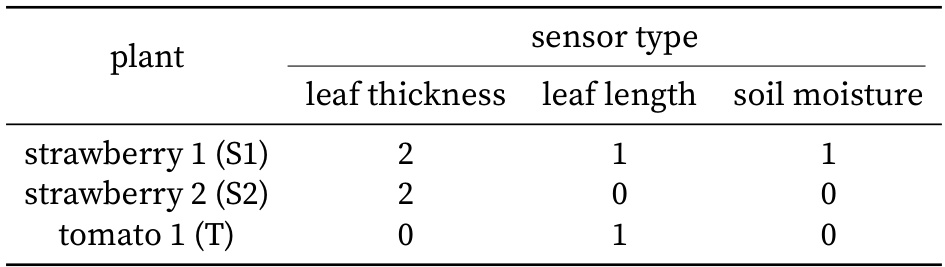 plant sensor type
leaf thickness leaf length soil moisture
strawberry 1 (S1) 2 1 1
strawberry 2 (S2) 2 0 0
tomato 1 (T) 0 1 0